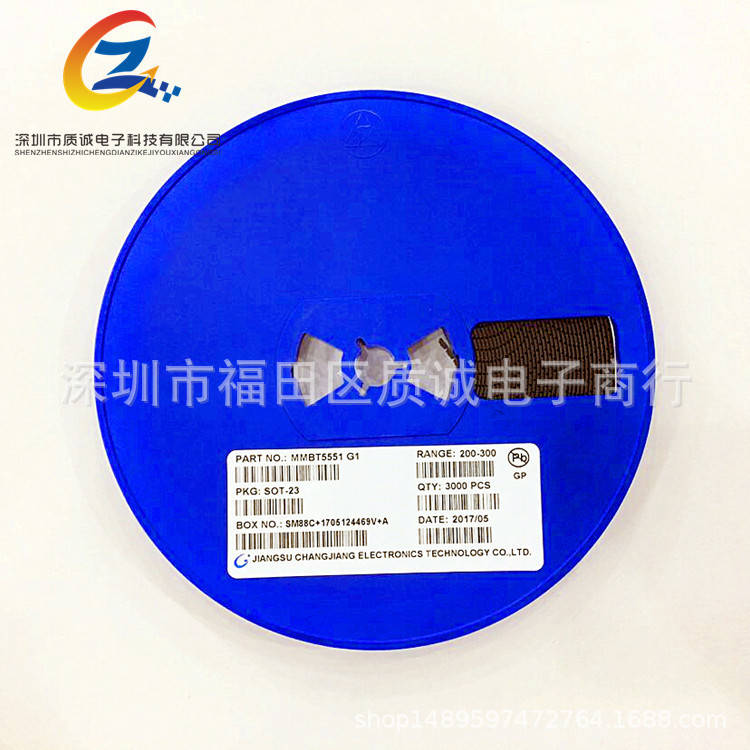 深圳市质诚电子科技有限公司
SHENZHENSHIZHICHENGDIANZIKEJIYOUXIANG
深圳市福田区质诚电子商行
PART NO.: MMBT5551 G1
RANGE: 200-300
Pb
GP
PKG: SOT-23
QTY: 3000 PCS
BOX NO.: SM88C+1705124469V+A
DATE: 2017/05
JIANGSU CHANGJIANG ELECTRONICS TECHNOLOGY CO.,LTD.
shop1489597472764.1688.com